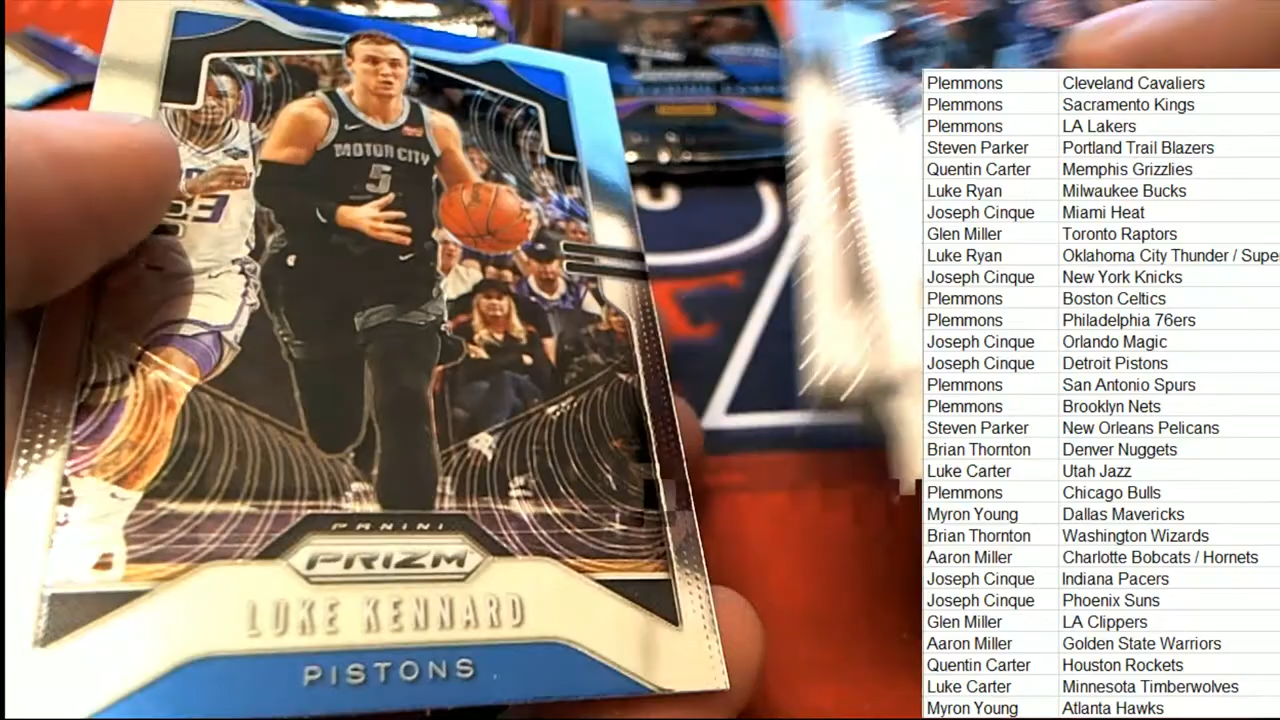 MOTOR CITY
5
23
PANINI
PRIZM
LUKE KENNARD
PISTONS
Plemmons Cleveland Cavaliers
Plemmons Sacramento Kings
Plemmons LA Lakers
Steven Parker Portland Trail Blazers
Quentin Carter Memphis Grizzlies
Luke Ryan Milwaukee Bucks
Joseph Cinque Miami Heat
Glen Miller Toronto Raptors
Luke Ryan Oklahoma City Thunder / Supe
Joseph Cinque New York Knicks
Plemmons Boston Celtics
Plemmons Philadelphia 76ers
Joseph Cinque Orlando Magic
Joseph Cinque Detroit Pistons
Plemmons San Antonio Spurs
Plemmons Brooklyn Nets
Steven Parker New Orleans Pelicans
Brian Thornton Denver Nuggets
Luke Carter Utah Jazz
Plemmons Chicago Bulls
Myron Young Dallas Mavericks
Brian Thornton Washington Wizards
Aaron Miller Charlotte Bobcats / Hornets
Joseph Cinque Indiana Pacers
Joseph Cinque Phoenix Suns
Glen Miller LA Clippers
Aaron Miller Golden State Warriors
Quentin Carter Houston Rockets
Luke Carter Minnesota Timberwolves
Myron Young Atlanta Hawks